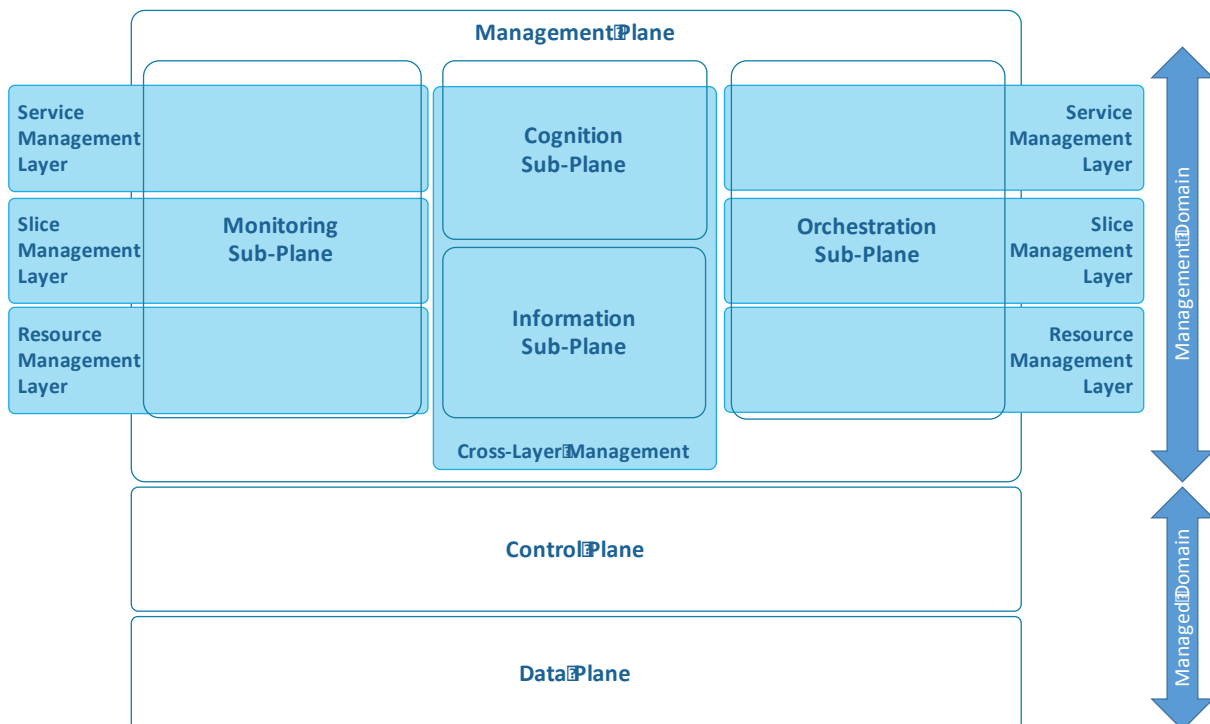 Management Plane
Service
Management
Layer
Cognition
Sub-Plane
Service
Management
Layer
Slice
Management
Layer
Monitoring
Sub-Plane
Orchestration
Sub-Plane
Slice
Management
Layer
Resource
Management
Layer
Information
Sub-Plane
Resource
Management
Layer
Cross-Layer Management
Management Domain
Control Plane
Managed Domain
Data Plane